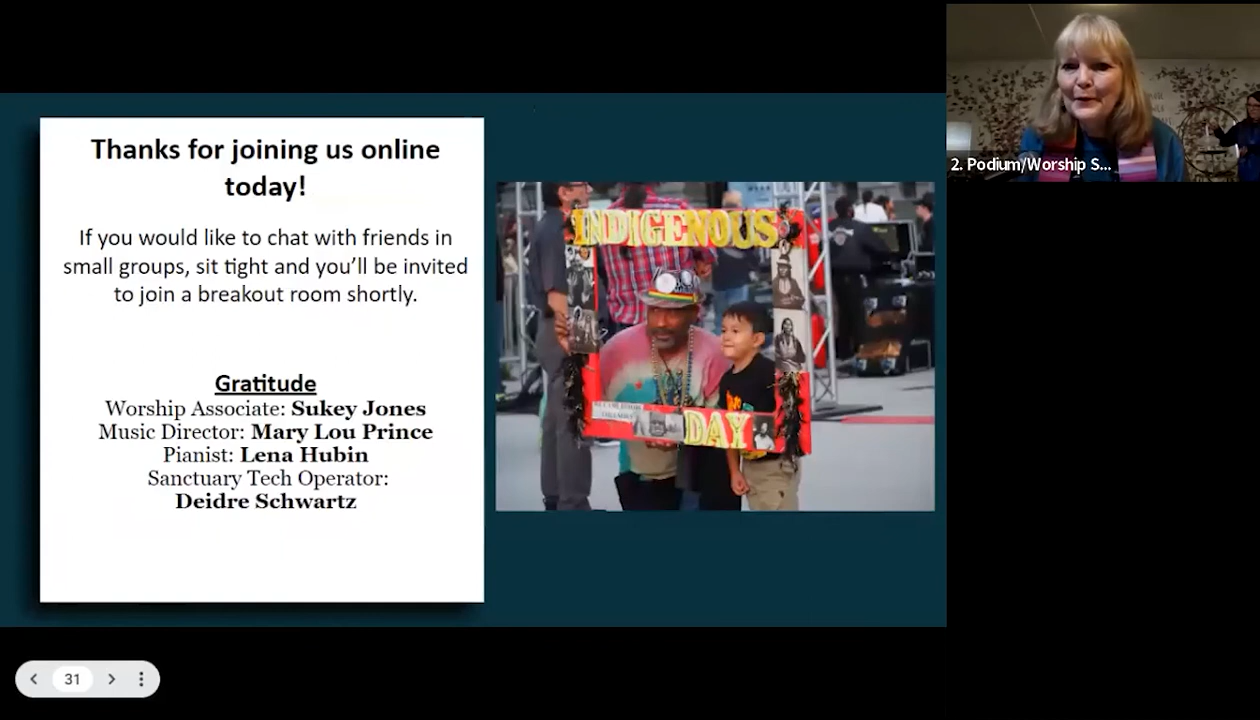 Thanks for joining us online
today!
If you would like to chat with friends in
small groups, sit tight and you’ll be invited
to join a breakout room shortly.
Gratitude
Worship Associate: Sukey Jones
Music Director: Mary Lou Prince
Pianist: Lena Hubin
Sanctuary Tech Operator:
Deidre Schwartz
INDIGENOUS
DAY
2. Podium/Worship S...
31